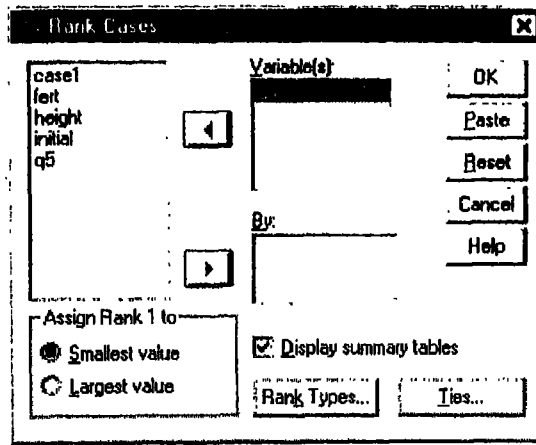 Rank Cases
case1
fert
height
initial
q5
Variable(s):
By:
OK
Paste
Reset
Cancel
Help
Assign Rank 1 to
Smallest value
Largest value
Display summary tables
Rank Types...
Ties...